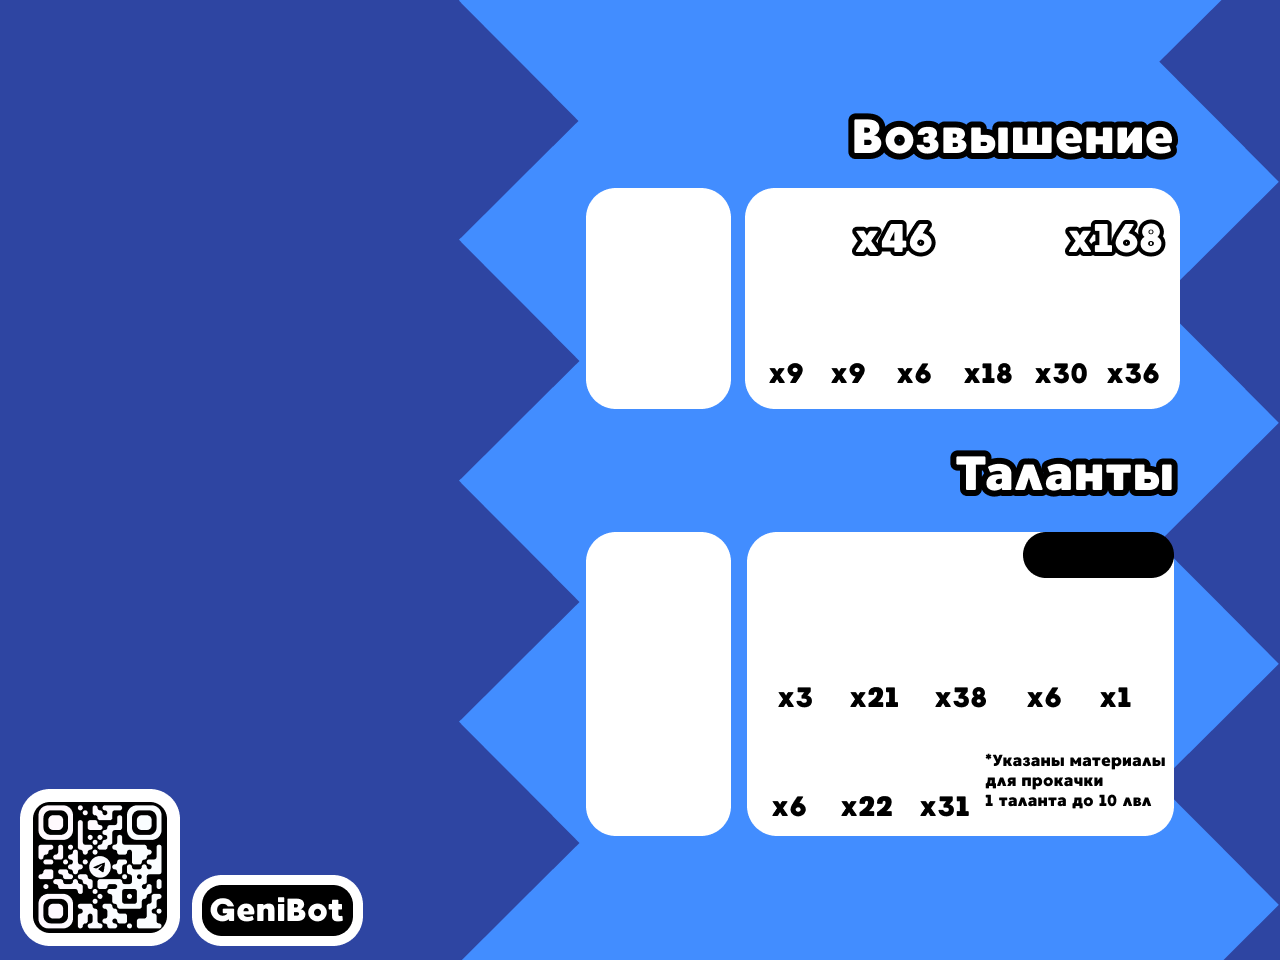 Возвышение
x46 x168
x9 x9 x6 x18 x30 x36
Таланты
x3 x21 x38 x6 x1
*Указаны материалы
для прокачки
1 таланта до 10 лвл
x6 x22 x31
GeniBot